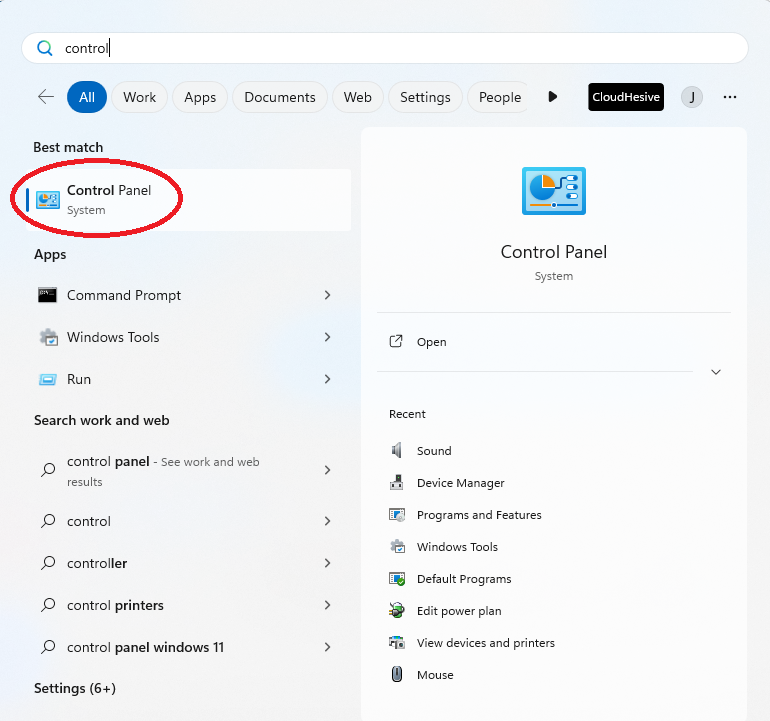 control
All
Work
Apps
Documents
Web
Settings
People
CloudHesive
J
Best match
Control Panel
System
Apps
Command Prompt
Windows Tools
Run
Search work and web
control panel - See work and web
results
control
controller
control printers
control panel windows 11
Settings (6+)
Control Panel
System
Open
Recent
Sound
Device Manager
Programs and Features
Windows Tools
Default Programs
Edit power plan
View devices and printers
Mouse